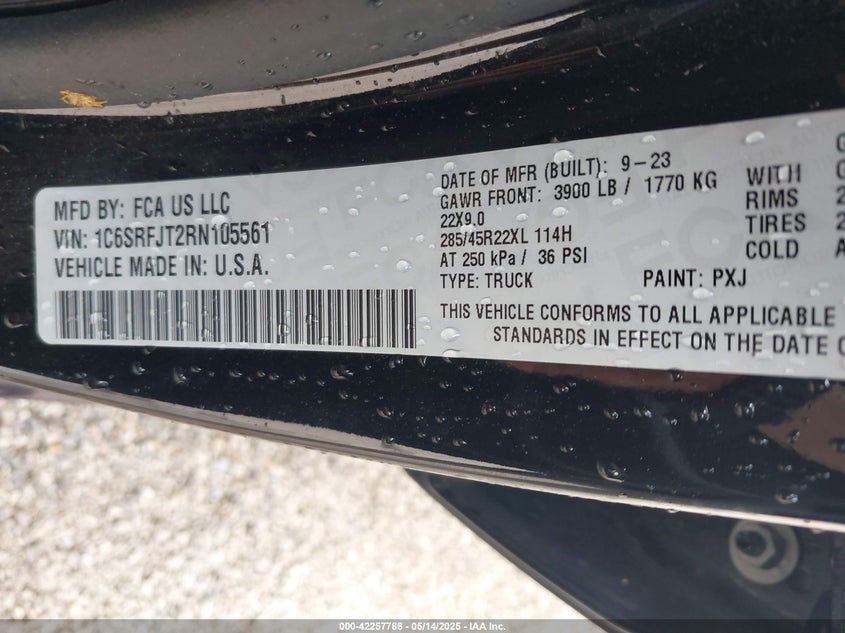 MFD BY: FCA US LLC
VIN: 1C6SRFJT2RN105561
VEHICLE MADE IN: U.S.A.
DATE OF MFR (BUILT): 9-23
GAWR FRONT: 3900 LB / 1770 KG WITH
22X9.0 RIMS
285/45R22XL 114H TIRES
AT 250 kPa / 36 PSI COLD
TYPE: TRUCK PAINT: PXJ
THIS VEHICLE CONFORMS TO ALL APPLICABLE
STANDARDS IN EFFECT ON THE DATE
000-42257788 - 05/14/2025 - IAA Inc.